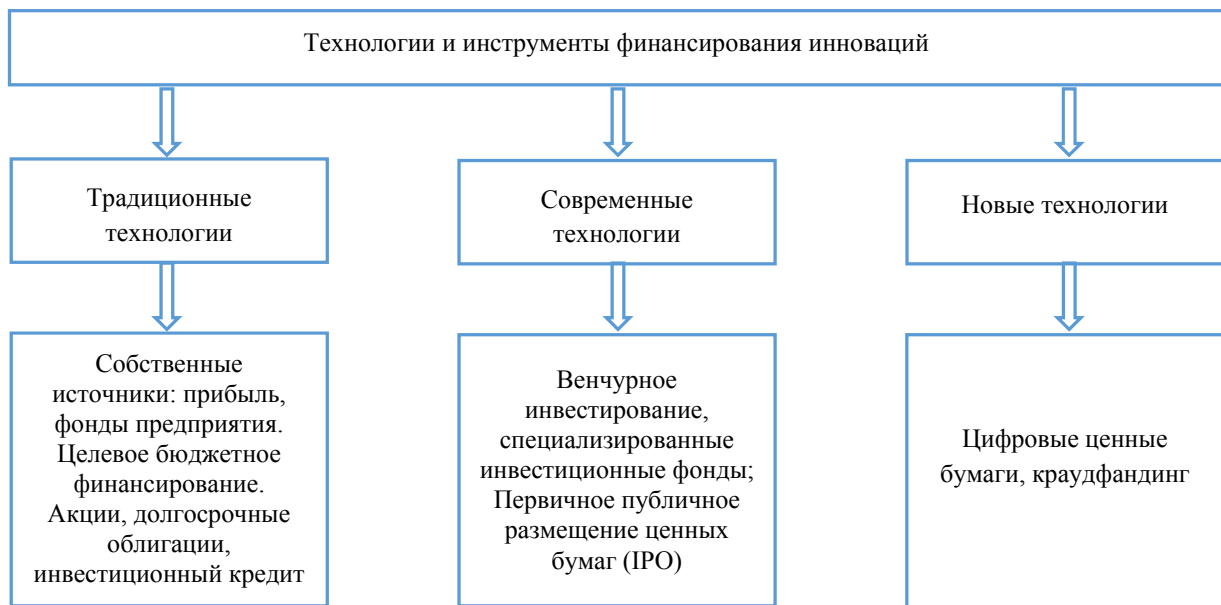 Технологии и инструменты финансирования инноваций
Традиционные
технологии
Современные
технологии
Новые технологии
Собственные
источники: прибыль,
фонды предприятия.
Целевое бюджетное
финансирование.
Акции, долгосрочные
облигации,
инвестиционный кредит
Венчурное
инвестирование,
специализированные
инвестиционные фонды;
Первичное публичное
размещение ценных
бумаг (IPO)
Цифровые ценные
бумаги, краудфандинг